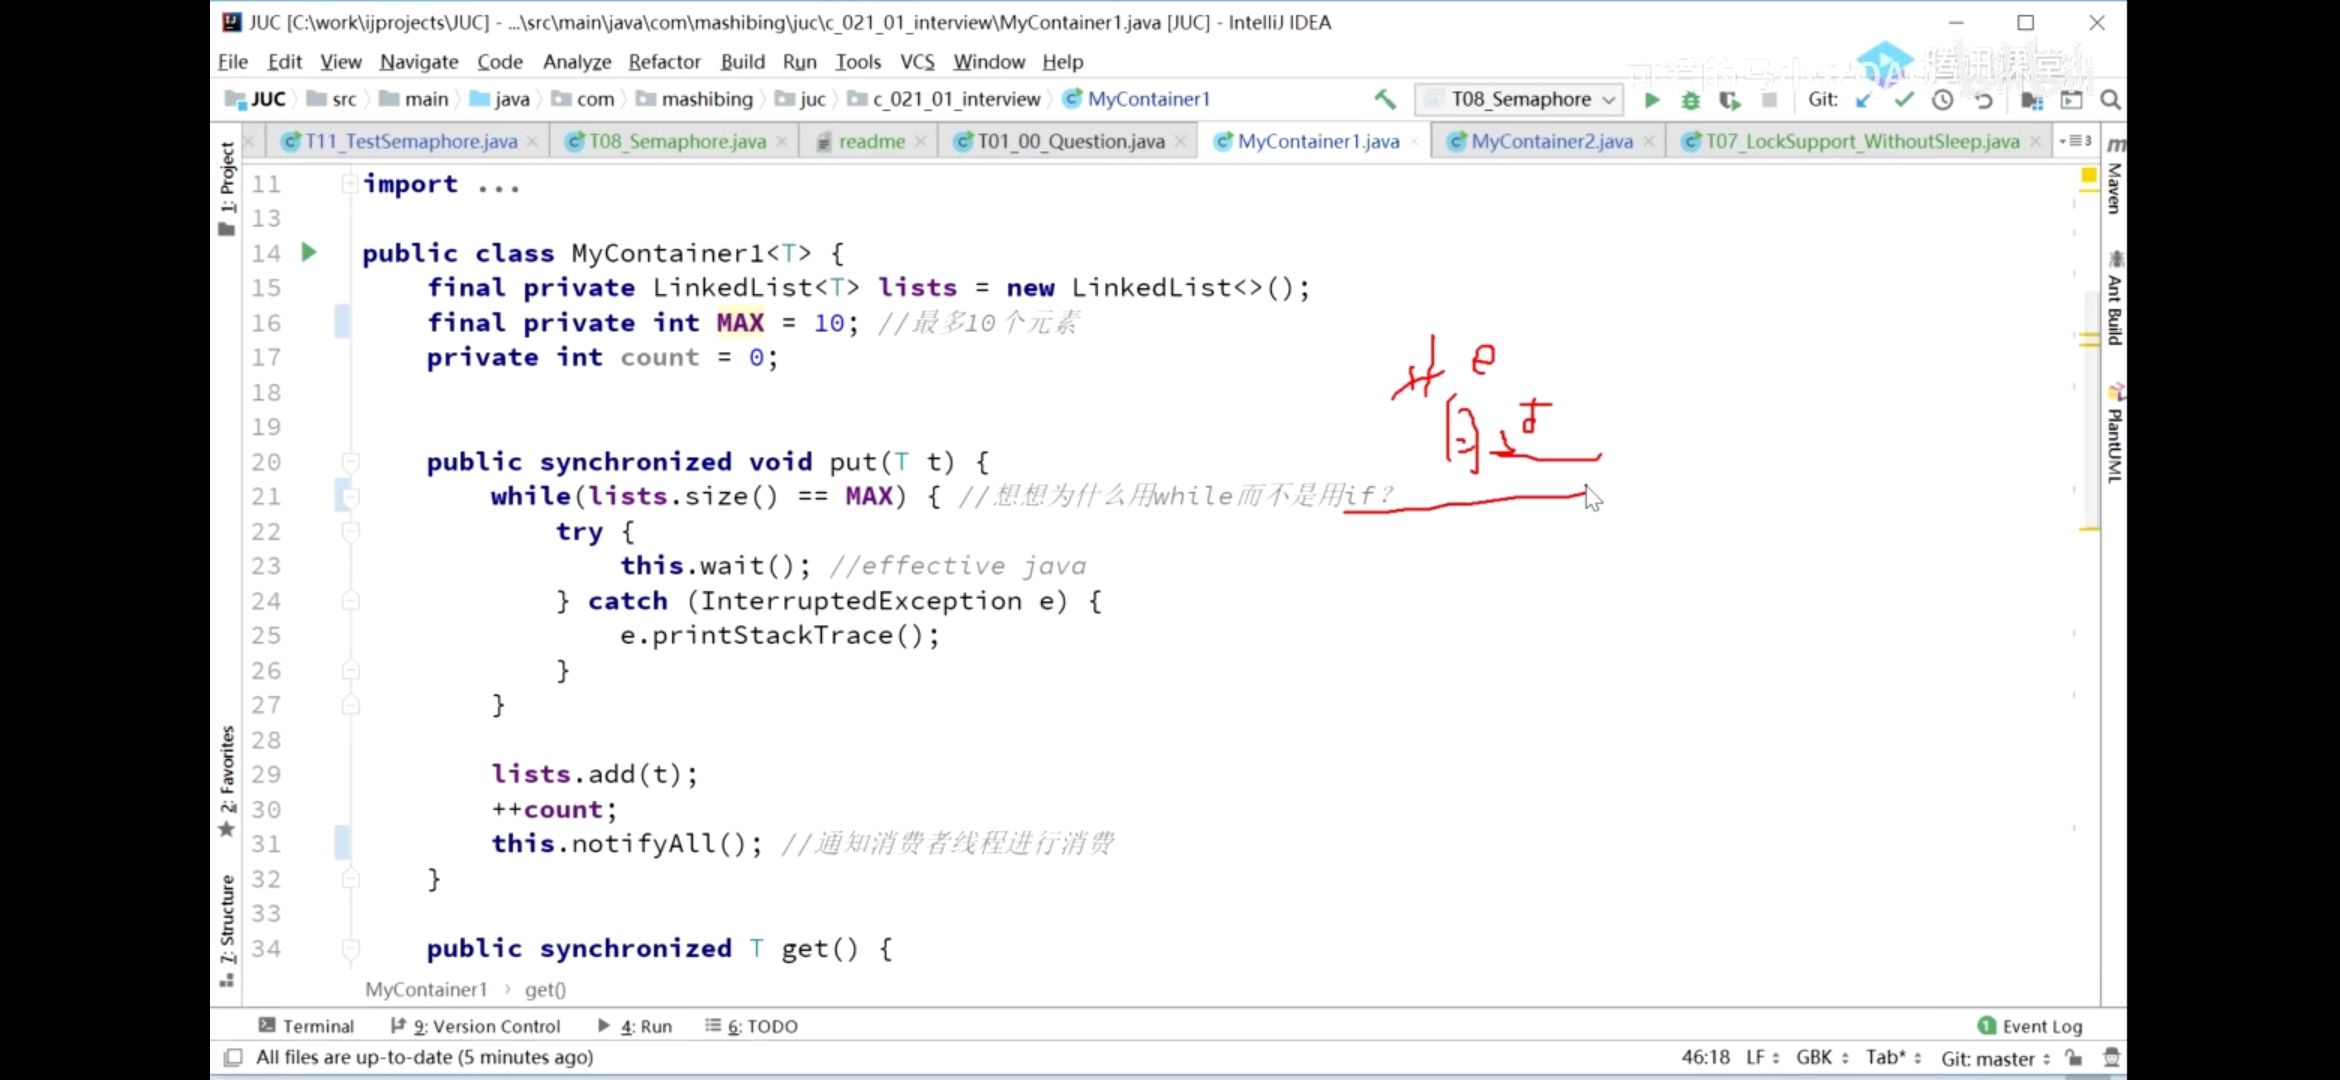 JUC [C:\work\ijprojects\JUC] - ...\src\main\java\com\mashibing\juc\c_021_01_interview\MyContainer1.java [JUC] - IntelliJ IDEA
File Edit View Navigate Code Analyze Refactor Build Run Tools VCS Window Help
腾讯课堂
JUC src main java com mashibing juc c_021_01_interview MyContainer1 T08_Semaphore Git:
T11_TestSemaphore.java T08_Semaphore.java readme T01_00_Question.java MyContainer1.java MyContainer2.java T07_LockSupport_WithoutSleep.java
1: Project
2: Favorites
7: Structure
Maven
Ant Build
PlantUML
11 import ...
13
14 public class MyContainer1<T> {
15 final private LinkedList<T> lists = new LinkedList<>();
16 final private int MAX = 10; //最多10个元素
17 private int count = 0;
18
19
20 public synchronized void put(T t) {
21 while(lists.size() == MAX) { //想想为什么用while而不是用if?
22 try {
23 this.wait(); //effective java
24 } catch (InterruptedException e) {
25 e.printStackTrace();
26 }
27 }
28
29 lists.add(t);
30 ++count;
31 this.notifyAll(); //通知消费者线程进行消费
32 }
33
34 public synchronized T get() {
MyContainer1 › get()
Terminal 9: Version Control 4: Run 6: TODO 1 Event Log
All files are up-to-date (5 minutes ago) 46:18 LF GBK Tab* Git: master